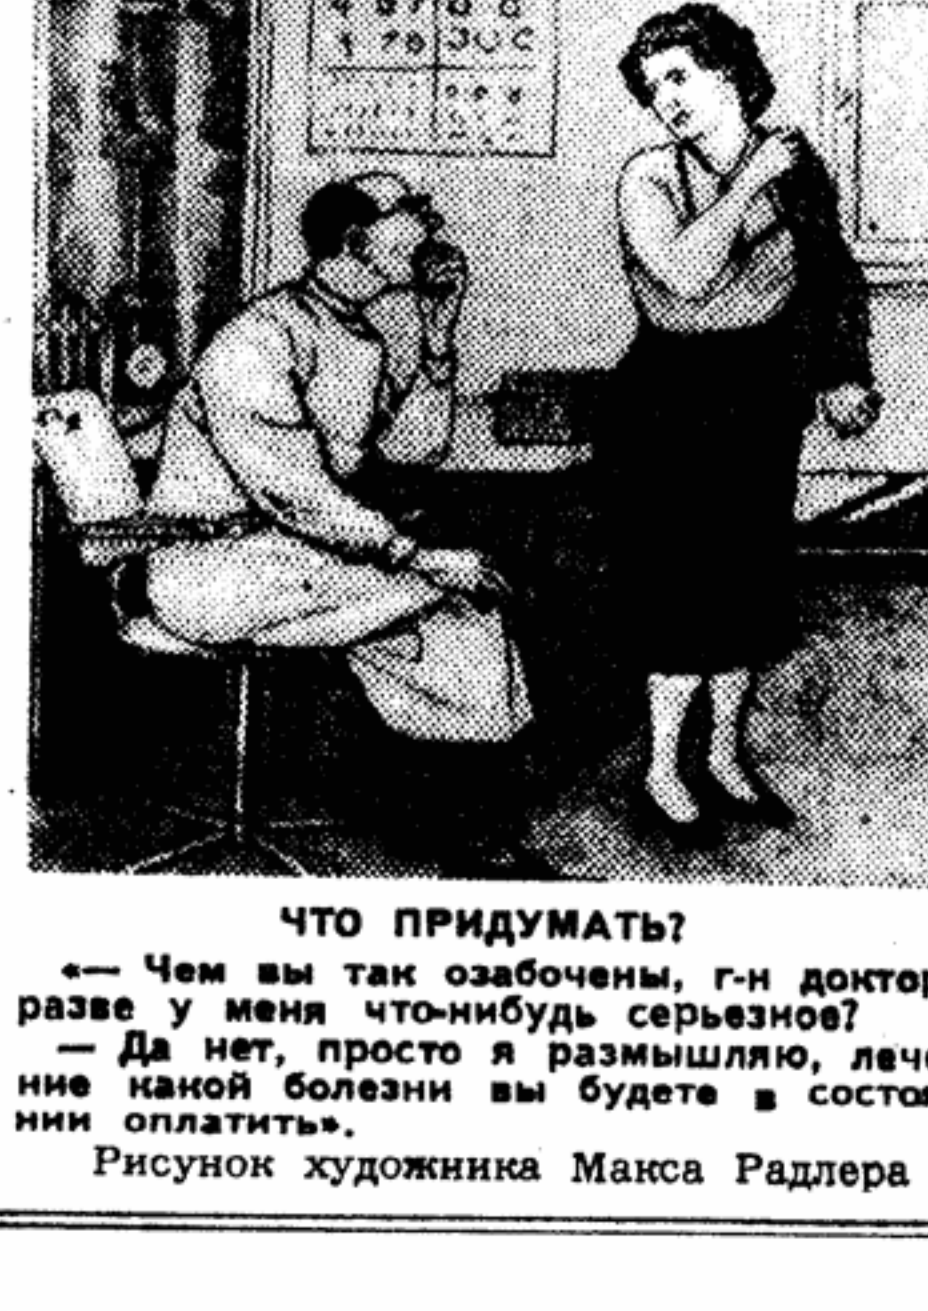 ЧТО ПРИДУМАТЬ?
«— Чем вы так озабочены, г-н доктор
разве у меня что-нибудь серьезное?
— Да нет, просто я размышляю, лече
ние какой болезни вы будете в состоя
нии оплатить».
Рисунок художника Макса Радлера